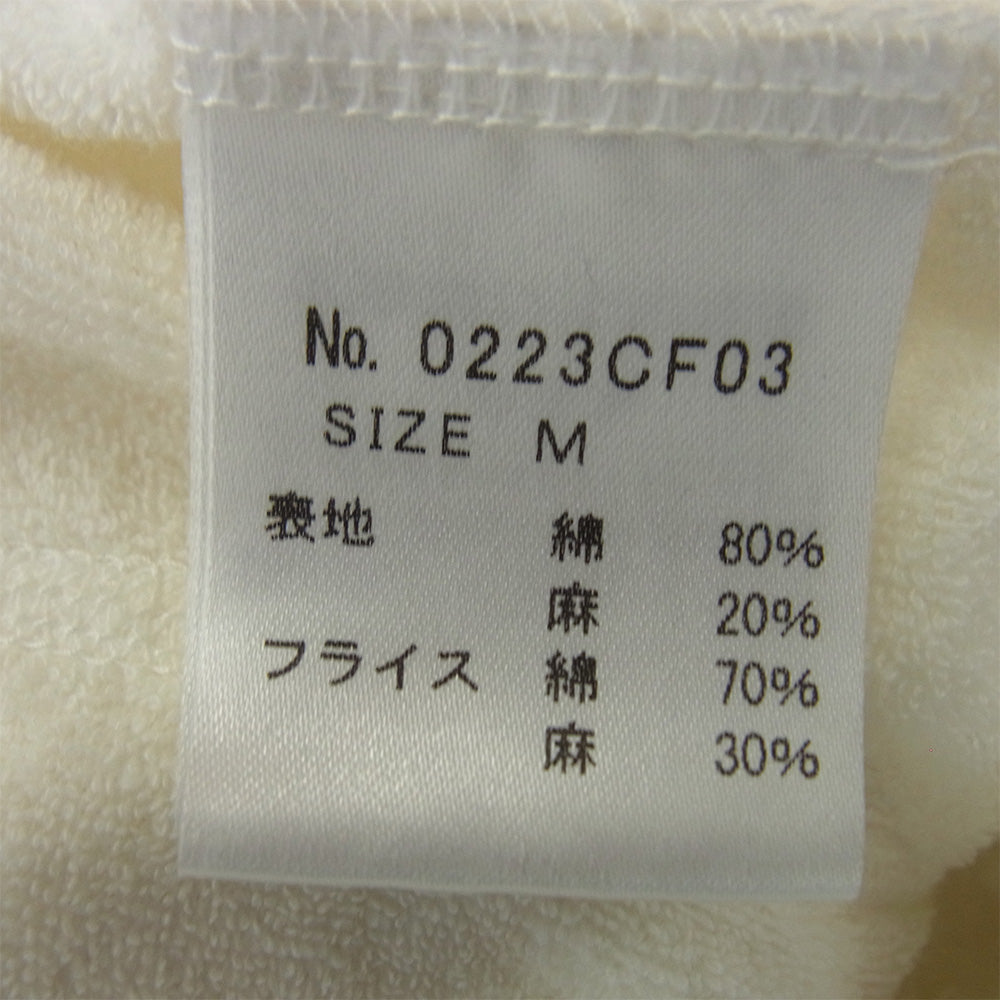 No. 0223CF03
SIZE M
裏地 綿 80%
麻 20%
フライス 綿 70%
麻 30%